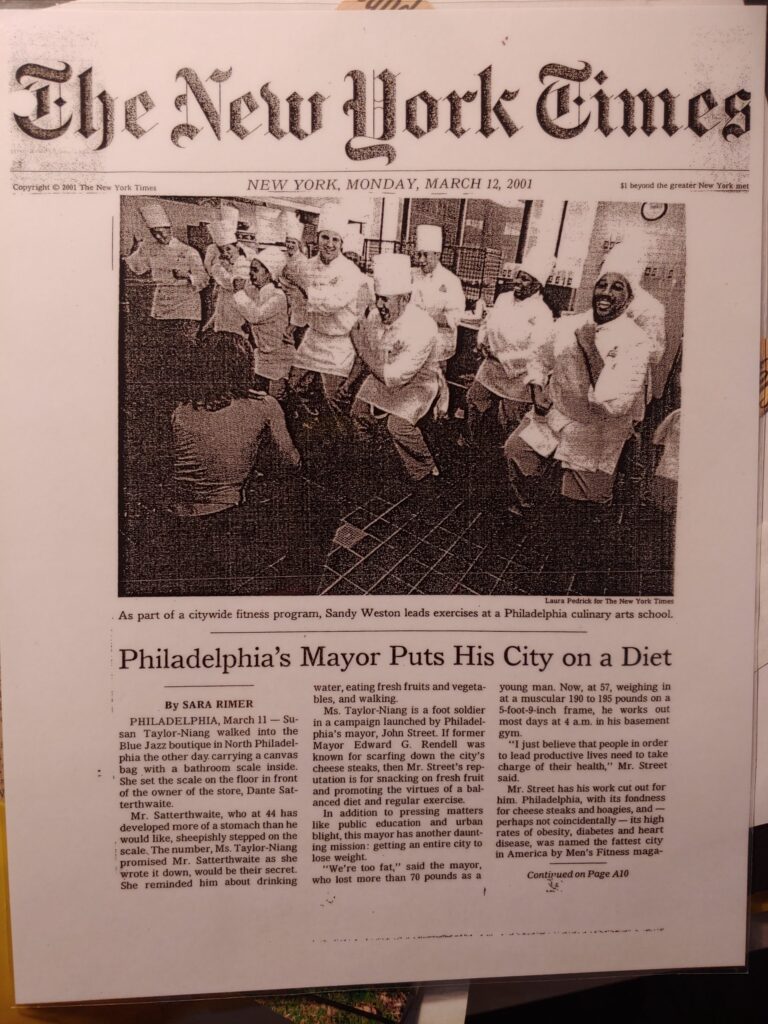 The New York Times
Copyright © 2001 The New York Times
NEW YORK, MONDAY, MARCH 12, 2001
$1 beyond the greater New York met
Laura Pedrick for The New York Times
As part of a citywide fitness program, Sandy Weston leads exercises at a Philadelphia culinary arts school.
Philadelphia's Mayor Puts His City on a Diet
By SARA RIMER
PHILADELPHIA, March 11 — Su-
san Taylor-Niang walked into the
Blue Jazz boutique in North Philadel-
phia the other day carrying a canvas
bag with a bathroom scale inside.
She set the scale on the floor in front
of the owner of the store, Dante Sat-
terthwaite.
Mr. Satterthwaite, who at 44 has
developed more of a stomach than he
would like, sheepishly stepped on the
scale. The number, Ms. Taylor-Niang
promised Mr. Satterthwaite as she
wrote it down, would be their secret.
She reminded him about drinking
water, eating fresh fruits and vegeta-
bles, and walking.
Ms. Taylor-Niang is a foot soldier
in a campaign launched by Philadel-
phia's mayor, John Street. If former
Mayor Edward G. Rendell was
known for scarfing down the city's
cheese steaks, then Mr. Street's rep-
utation is for snacking on fresh fruit
and promoting the virtues of a bal-
anced diet and regular exercise.
In addition to pressing matters
like public education and urban
blight, this mayor has another daunt-
ing mission: getting an entire city to
lose weight.
"We're too fat," said the mayor,
who lost more than 70 pounds as a
young man. Now, at 57, weighing in
at a muscular 190 to 195 pounds on a
5-foot-9-inch frame, he works out
most days at 4 a.m. in his basement
gym.
"I just believe that people in order
to lead productive lives need to take
charge of their health," Mr. Street
said.
Mr. Street has his work cut out for
him. Philadelphia, with its fondness
for cheese steaks and hoagies, and —
perhaps not coincidentally — its high
rates of obesity, diabetes and heart
disease, was named the fattest city
in America by Men's Fitness maga-
Continued on Page A10